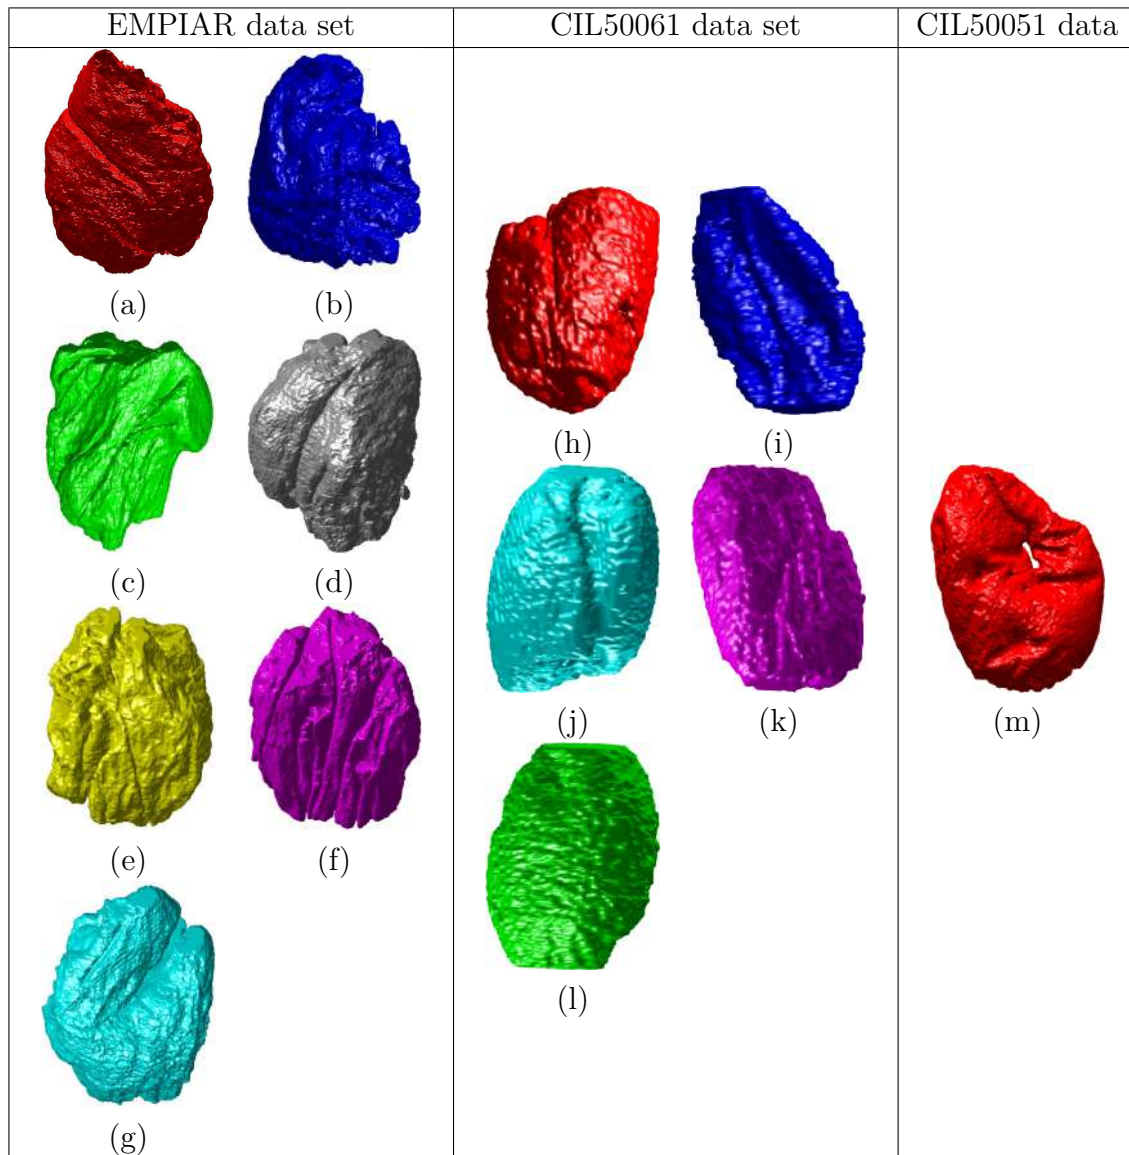 EMPIAR data set CIL50061 data set CIL50051 data
(a) (b)
(h) (i)
(c) (d)
(j) (k) (m)
(e) (f)
(l)
(g)